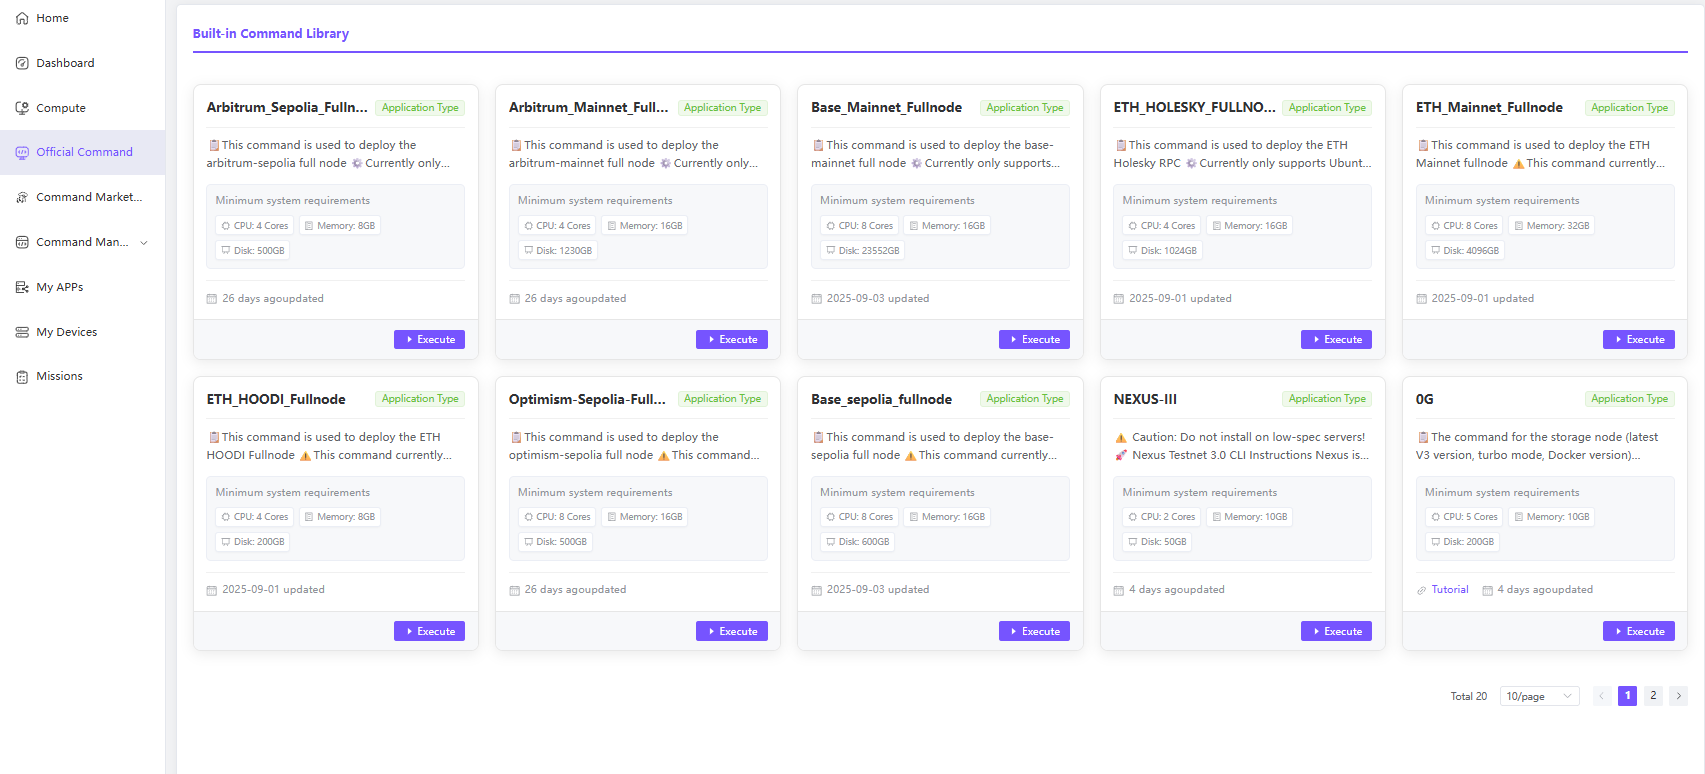 Home
Dashboard
Compute
Official Command
Command Market...
Command Man...
My APPs
My Devices
Missions
Built-in Command Library
Arbitrum_Sepolia_Fulln... Application Type
This command is used to deploy the
arbitrum-sepolia full node Currently only...
Minimum system requirements
CPU: 4 Cores Memory: 8GB
Disk: 500GB
26 days agoupdated
Execute
Arbitrum_Mainnet_Full... Application Type
This command is used to deploy the
arbitrum-mainnet full node Currently only...
Minimum system requirements
CPU: 4 Cores Memory: 16GB
Disk: 1230GB
26 days agoupdated
Execute
Base_Mainnet_Fullnode Application Type
This command is used to deploy the base-
mainnet full node Currently only supports...
Minimum system requirements
CPU: 8 Cores Memory: 16GB
Disk: 23552GB
2025-09-03 updated
Execute
ETH_HOLESKY_FULLNO... Application Type
This command is used to deploy the ETH
Holesky RPC Currently only supports Ubunt...
Minimum system requirements
CPU: 4 Cores Memory: 16GB
Disk: 1024GB
2025-09-01 updated
Execute
ETH_Mainnet_Fullnode Application Type
This command is used to deploy the ETH
Mainnet fullnode ⚠️This command currently...
Minimum system requirements
CPU: 8 Cores Memory: 32GB
Disk: 4096GB
2025-09-01 updated
Execute
ETH_HOODI_Fullnode Application Type
This command is used to deploy the ETH
HOODI Fullnode ⚠️This command currently...
Minimum system requirements
CPU: 4 Cores Memory: 8GB
Disk: 200GB
2025-09-01 updated
Execute
Optimism-Sepolia-Full... Application Type
This command is used to deploy the
optimism-sepolia full node ⚠️This command...
Minimum system requirements
CPU: 8 Cores Memory: 16GB
Disk: 500GB
26 days agoupdated
Execute
Base_sepolia_fullnode Application Type
This command is used to deploy the base-
sepolia full node ⚠️This command currently...
Minimum system requirements
CPU: 8 Cores Memory: 16GB
Disk: 600GB
2025-09-03 updated
Execute
NEXUS-III Application Type
⚠️ Caution: Do not install on low-spec servers!
🚀 Nexus Testnet 3.0 CLI Instructions Nexus is...
Minimum system requirements
CPU: 2 Cores Memory: 10GB
Disk: 50GB
4 days agoupdated
Execute
0G Application Type
The command for the storage node (latest
V3 version, turbo mode, Docker version)...
Minimum system requirements
CPU: 5 Cores Memory: 10GB
Disk: 200GB
Tutorial 4 days agoupdated
Execute
Total 20 10/page 1 2